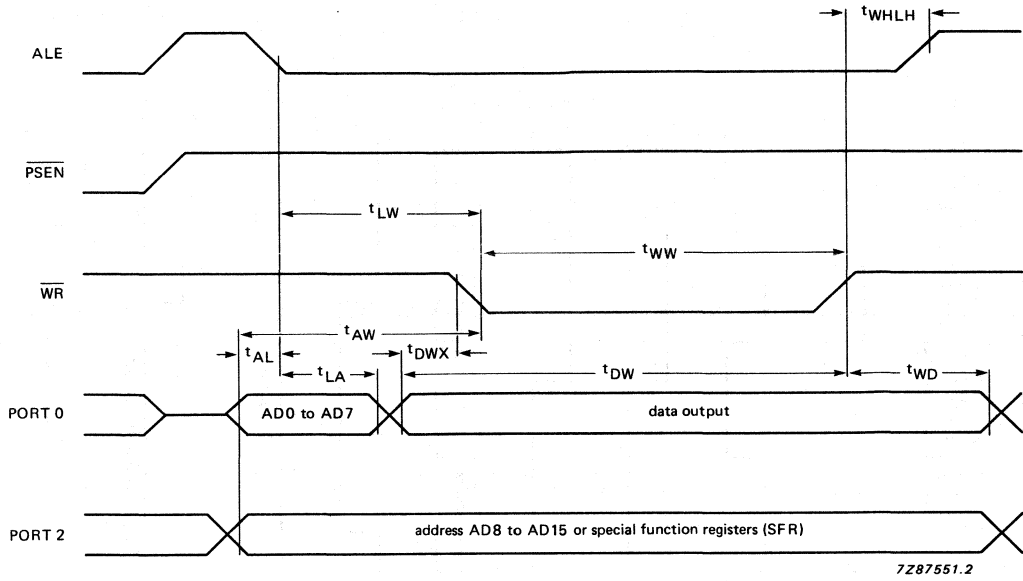 tWHLH
ALE
PSEN
tLW
tWW
WR
tAW
tAL
tDWX
tLA
tDW
tWD
PORT 0
AD0 to AD7
data output
PORT 2
address AD8 to AD15 or special function registers (SFR)
7Z87551.2